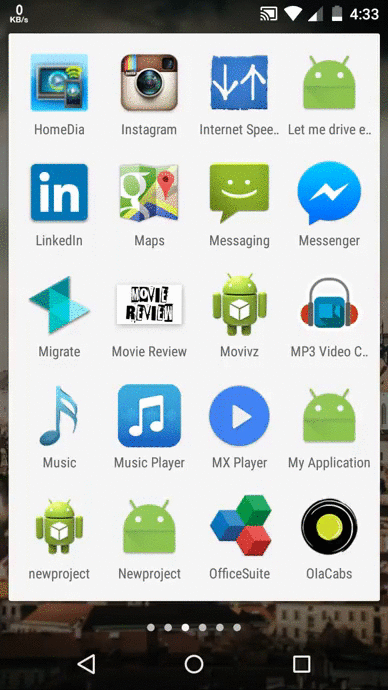 0
KB/s
4:33
HomeDia
Instagram
Internet Spee..
Let me drive e..
in
LinkedIn
g
Maps
Messaging
Messenger
Migrate
MOVIE
REVIEW
Movie Review
Movivz
MP3 Video C..
Music
Music Player
MX Player
My Application
newproject
Newproject
OfficeSuite
OlaCabs